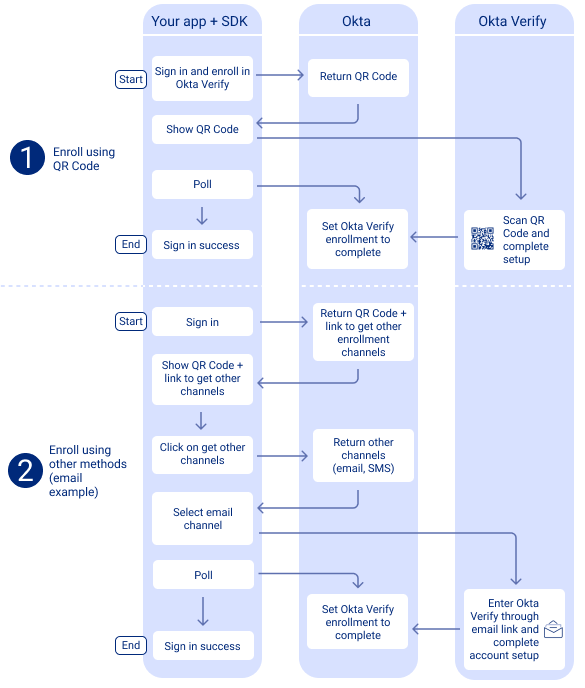 Your app + SDK
Okta
Okta Verify
Start
Sign in and enroll in
Okta Verify
Return QR Code
Show QR Code
1
Enroll using
QR Code
Poll
Set Okta Verify
enrollment to
complete
Scan QR
Code and
complete
setup
End
Sign in success
Start
Sign in
Return QR Code +
link to get other
enrollment
channels
Show QR Code +
link to get other
channels
2
Enroll using
other methods
(email
example)
Click on get other
channels
Return other
channels
(email, SMS)
Select email
channel
Poll
Set Okta Verify
enrollment to
complete
Enter Okta
Verify through
email link and
complete
account setup
End
Sign in success